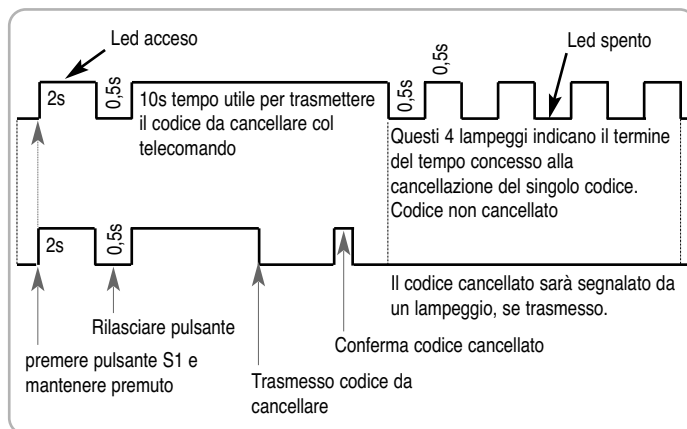 Led acceso
Led spento
2s
0,5s
10s tempo utile per trasmettere
il codice da cancellare col
telecomando
0,5s
0,5s
Questi 4 lampeggi indicano il termine
del tempo concesso alla
cancellazione del singolo codice.
Codice non cancellato
2s
0,5s
Il codice cancellato sarà segnalato da
un lampeggio, se trasmesso.
Rilasciare pulsante
Conferma codice cancellato
premere pulsante S1 e
mantenere premuto
Trasmesso codice da
cancellare